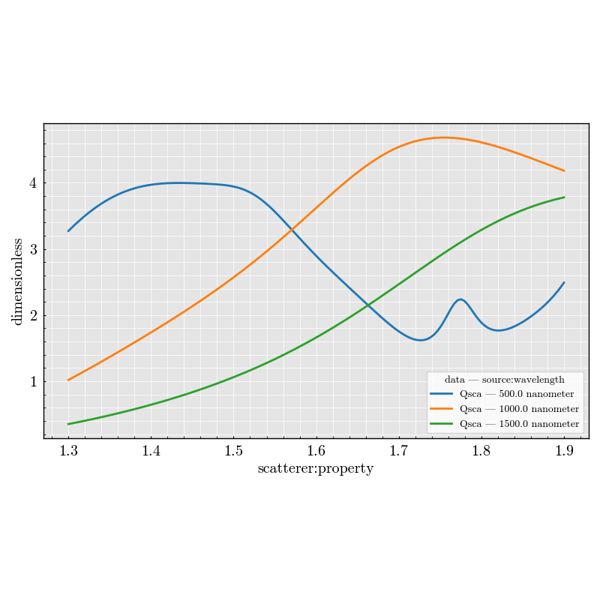 dimensionless
4
3
2
1
1.3 1.4 1.5 1.6 1.7 1.8 1.9
scatterer:property
data — source:wavelength
Qsca — 500.0 nanometer
Qsca — 1000.0 nanometer
Qsca — 1500.0 nanometer